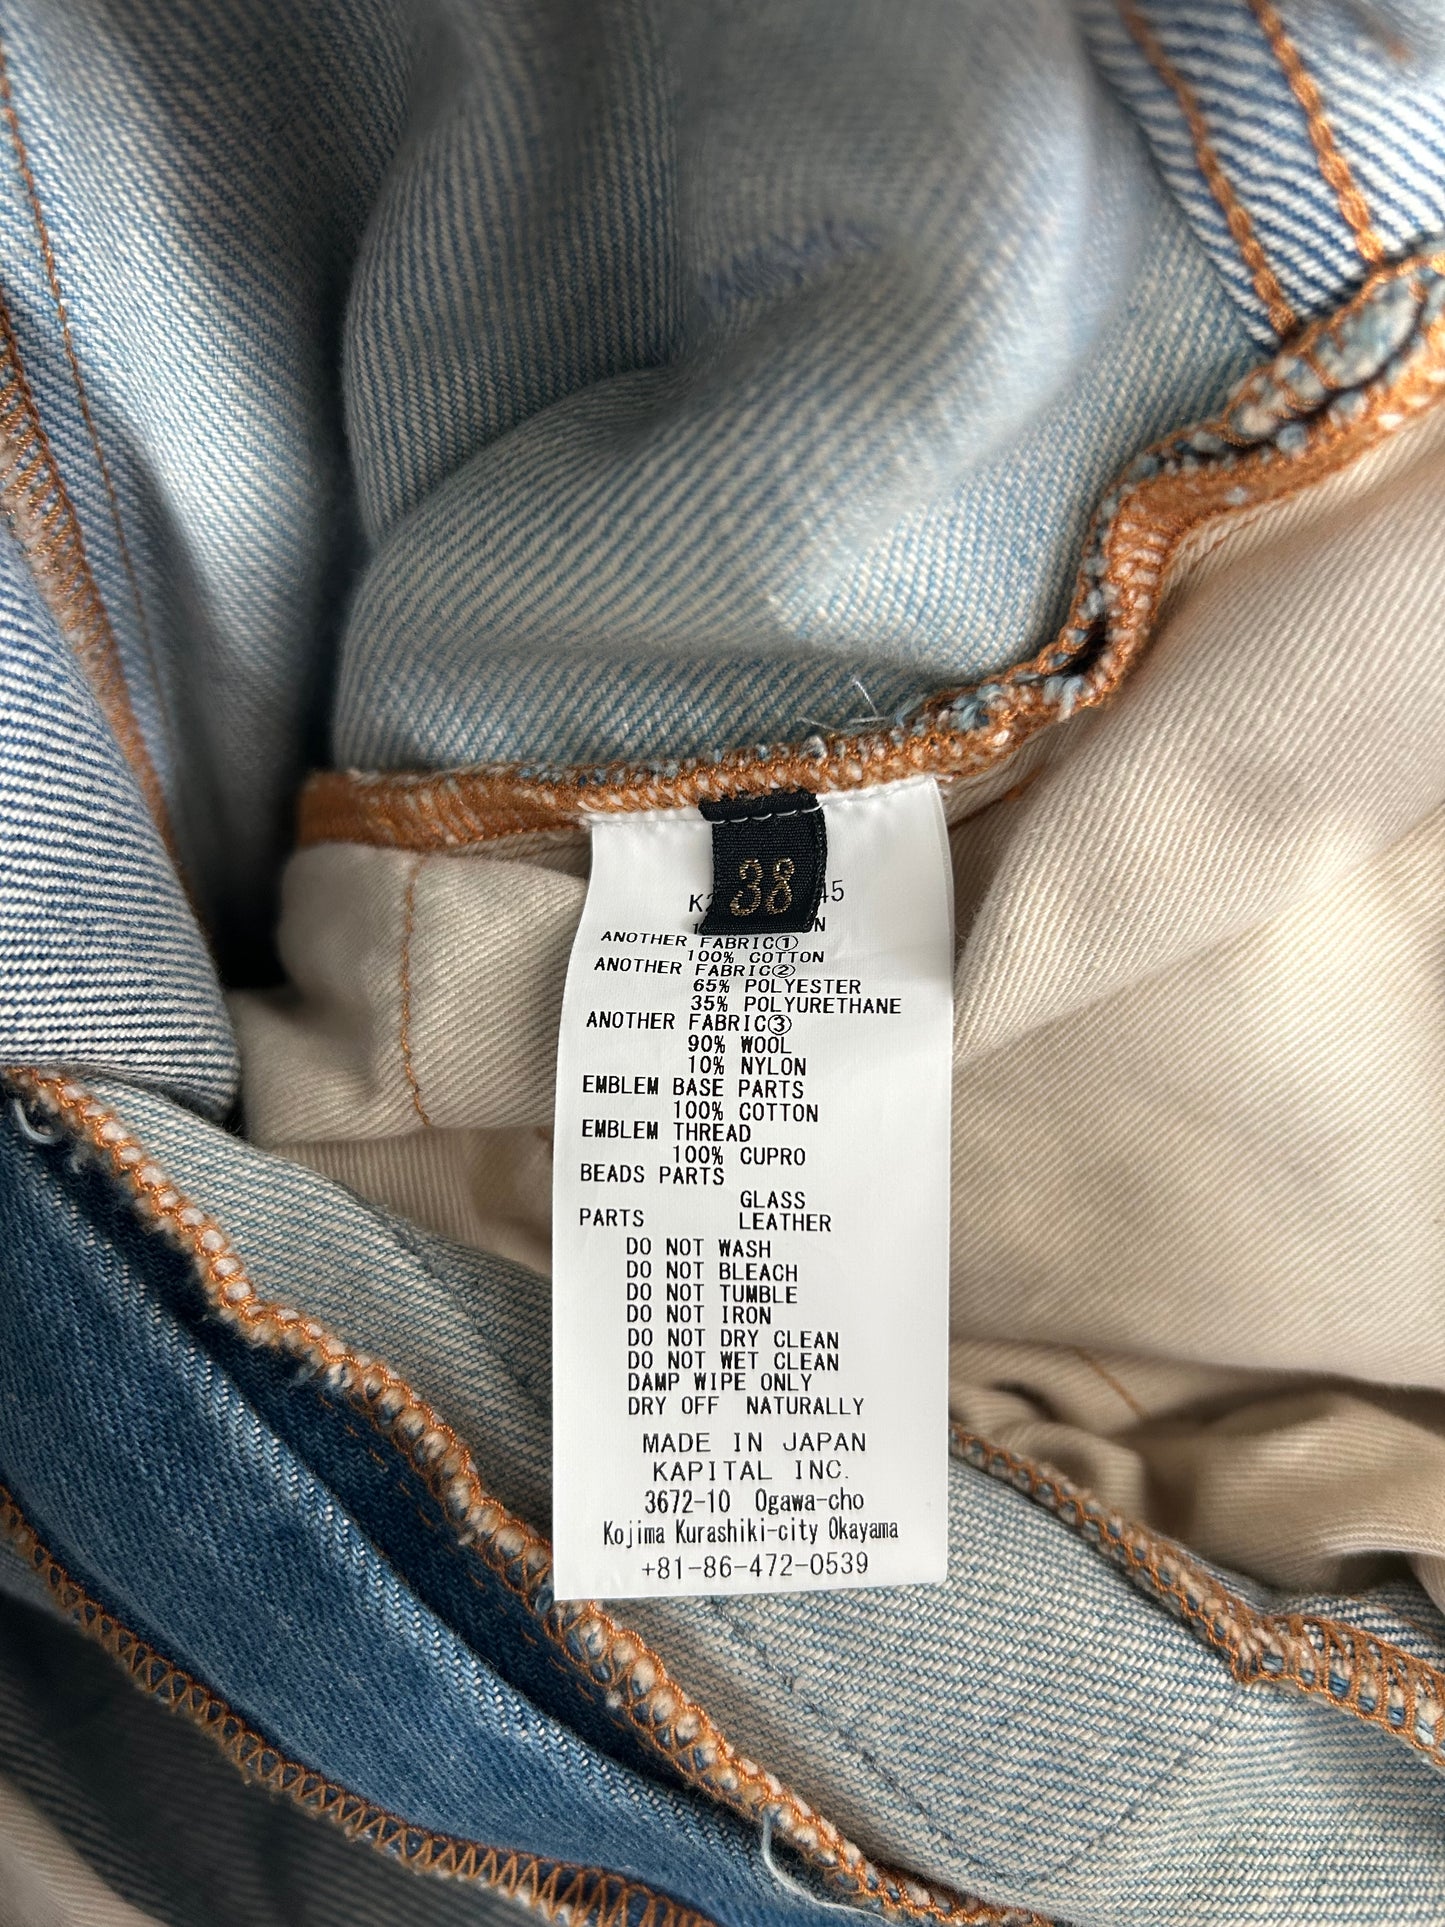 38
ANOTHER FABRIC①
100% COTTON
ANOTHER FABRIC②
65% POLYESTER
35% POLYURETHANE
ANOTHER FABRIC③
90% WOOL
10% NYLON
EMBLEM BASE PARTS
100% COTTON
EMBLEM THREAD
100% CUPRO
BEADS PARTS
GLASS
PARTS LEATHER
DO NOT WASH
DO NOT BLEACH
DO NOT TUMBLE
DO NOT IRON
DO NOT DRY CLEAN
DO NOT WET CLEAN
DAMP WIPE ONLY
DRY OFF NATURALLY
MADE IN JAPAN
KAPITAL INC.
3672-10 Ogawa-cho
Kojima Kurashiki-city Okayama
+81-86-472-0539